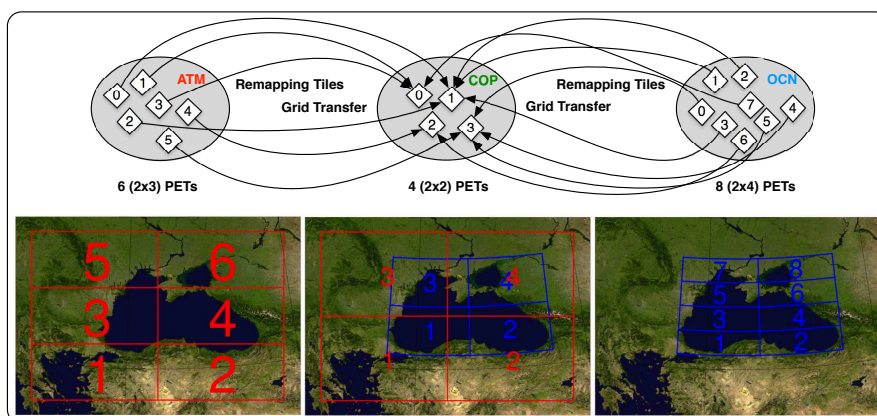 ATM
0
1
2
3
4
5
Remapping Tiles
Grid Transfer
COP
0
1
2
3
Remapping Tiles
Grid Transfer
OCN
0
1
2
3
4
5
6
7
6 (2x3) PETs
4 (2x2) PETs
8 (2x4) PETs
5 6
3 4
1 2
3 3 4 4
1 2
1 2
7 8
5 6
3 4
1 2